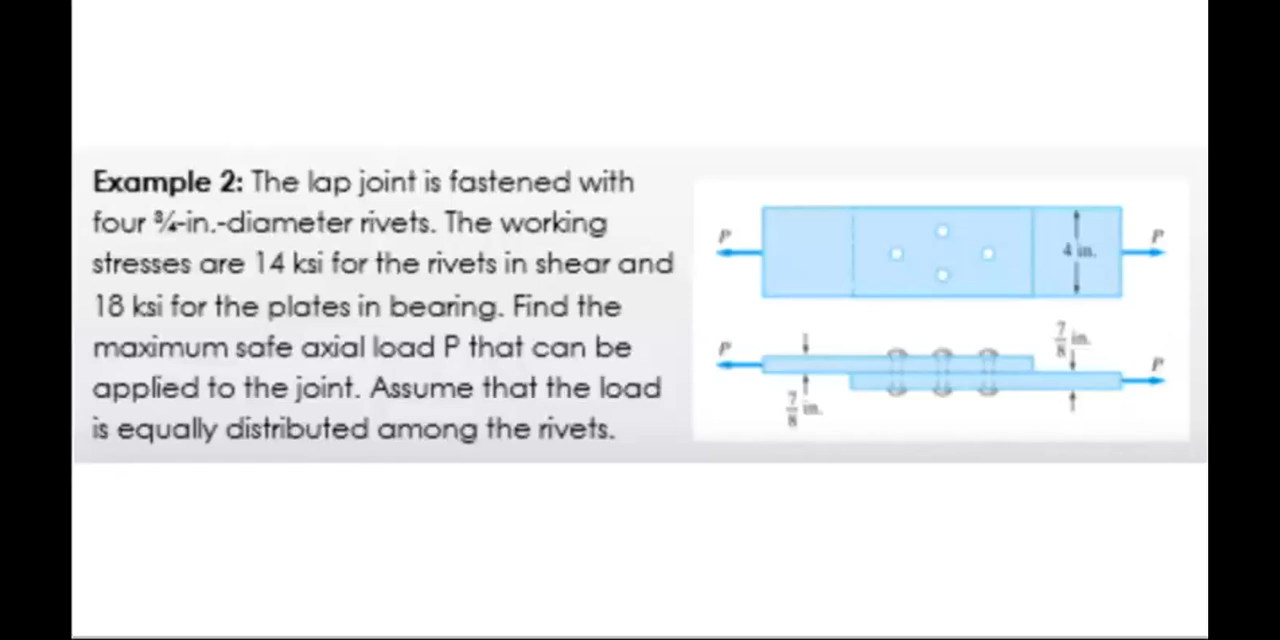 Example 2: The lap joint is fastened with
four ¾-in.-diameter rivets. The working
stresses are 14 ksi for the rivets in shear and
18 ksi for the plates in bearing. Find the
maximum safe axial load P that can be
applied to the joint. Assume that the load
is equally distributed among the rivets.
P
P
4 in.
P
7/8 in.
P
7/8 in.